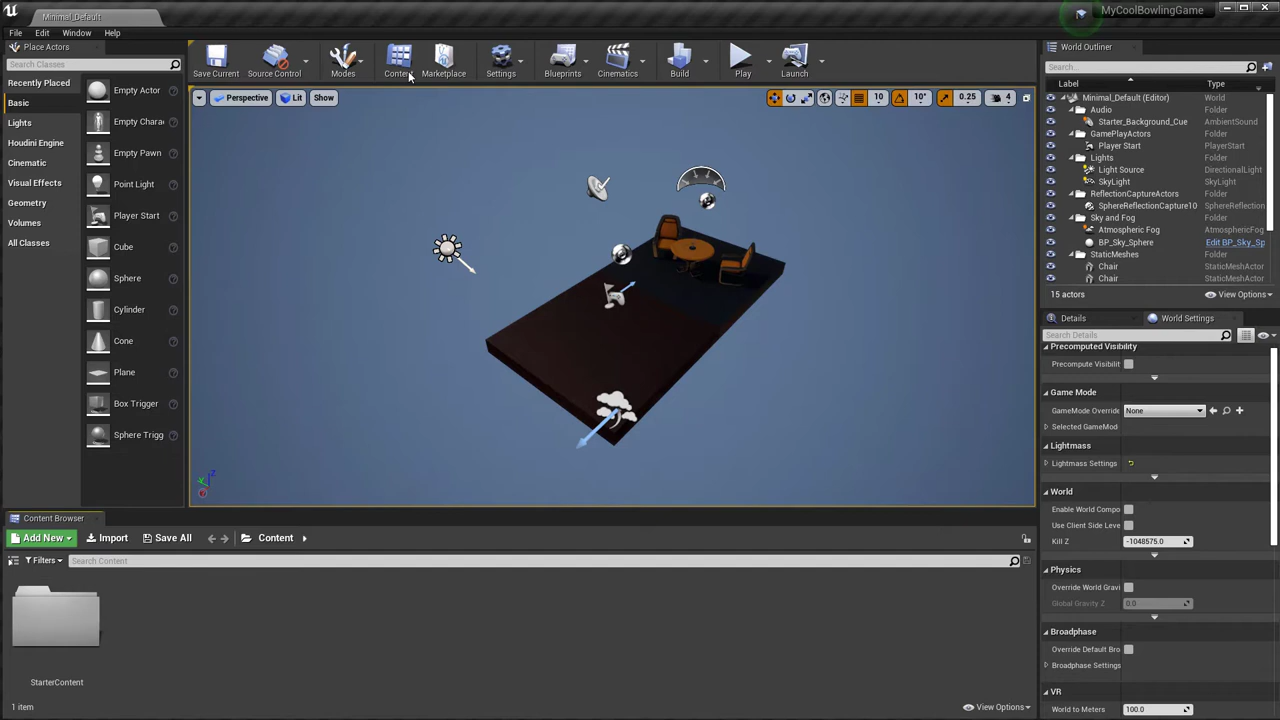 Minimal_Default
MyCoolBowlingGame
File Edit Window Help
Place Actors
Search Classes
Recently Placed
Basic
Lights
Houdini Engine
Cinematic
Visual Effects
Geometry
Volumes
All Classes
Empty Actor
Empty Chara
Empty Pawn
Point Light
Player Start
Cube
Sphere
Cylinder
Cone
Plane
Box Trigger
Sphere Trigg
Save Current
Source Control
Modes
Content
Marketplace
Settings
Blueprints
Cinematics
Build
Play
Launch
Perspective Lit Show
10 10° 0.25 4
World Outliner
Search...
Label Type
Minimal_Default (Editor) World
Audio Folder
Starter_Background_Cue AmbientSound
GamePlayActors Folder
Player Start PlayerStart
Lights Folder
Light Source DirectionalLight
SkyLight SkyLight
ReflectionCaptureActors Folder
SphereReflectionCapture10 SphereReflection
Sky and Fog Folder
Atmospheric Fog AtmosphericFog
BP_Sky_Sphere Edit BP_Sky_Sp
StaticMeshes Folder
Chair StaticMeshActor
Chair StaticMeshActor
15 actors View Options
Details World Settings
Search Details
Precomputed Visibility
Precompute Visibilit
Game Mode
GameMode Override None
Selected GameMod
Lightmass
Lightmass Settings
World
Enable World Compo
Use Client Side Leve
Kill Z -1048575.0
Physics
Override World Gravi
Global Gravity Z 0.0
Broadphase
Override Default Bro
Broadphase Settings
VR
World to Meters 100.0
Content Browser
Add New Import Save All Content
Filters Search Content
StarterContent
1 item View Options